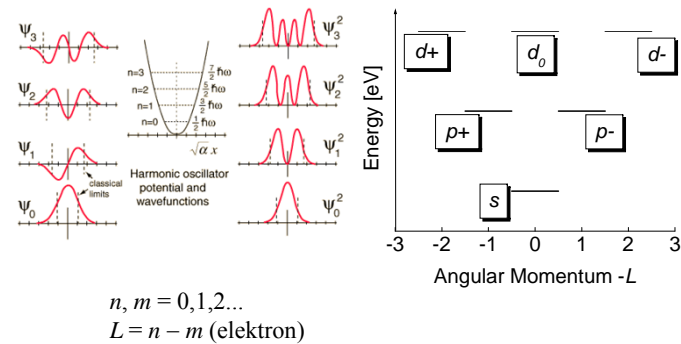 ψ₃
ψ₂
ψ₁
classical
limits
ψ₀
n=3
7/2 ħω
n=2
5/2 ħω
n=1
3/2 ħω
n=0
1/2 ħω
√α x
Harmonic oscillator
potential and
wavefunctions
ψ₃²
ψ₂²
ψ₁²
ψ₀²
Energy [eV]
d+
d₀
d-
p+
p-
s
-3 -2 -1 0 1 2 3
Angular Momentum -L
n, m = 0,1,2...
L = n – m (elektron)